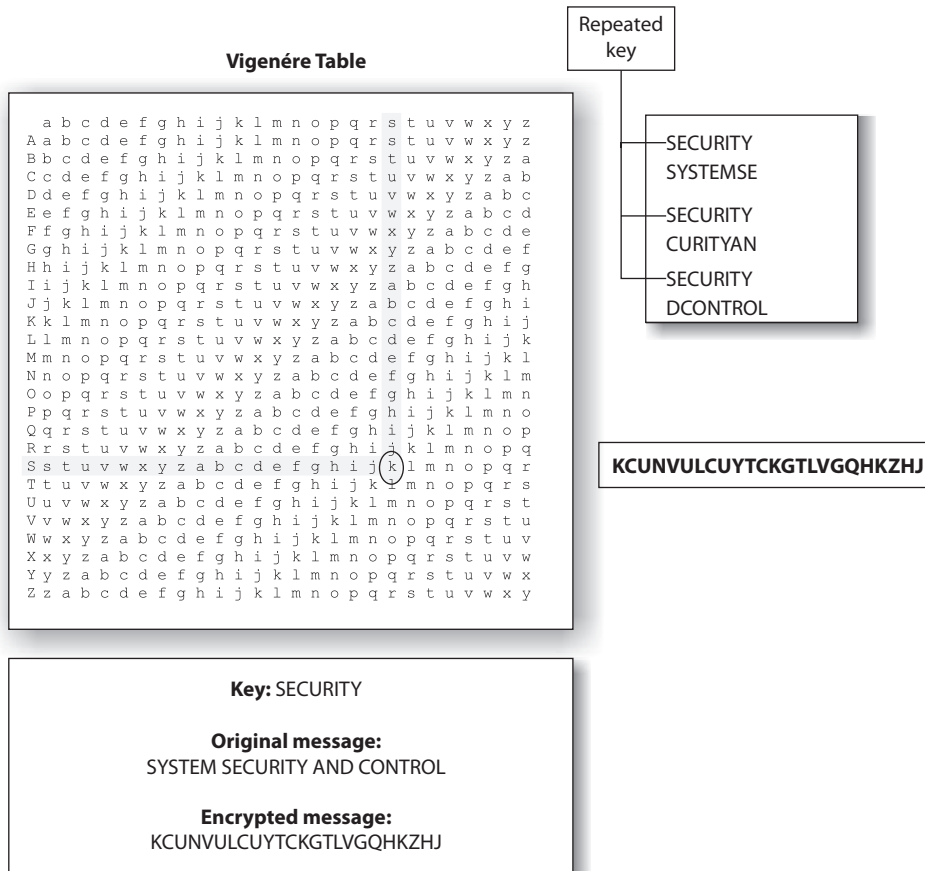 Repeated
key
Vigenére Table
a b c d e f g h i j k l m n o p q r s t u v w x y z
A a b c d e f g h i j k l m n o p q r s t u v w x y z
B b c d e f g h i j k l m n o p q r s t u v w x y z a
C c d e f g h i j k l m n o p q r s t u v w x y z a b
D d e f g h i j k l m n o p q r s t u v w x y z a b c
E e f g h i j k l m n o p q r s t u v w x y z a b c d
F f g h i j k l m n o p q r s t u v w x y z a b c d e
G g h i j k l m n o p q r s t u v w x y z a b c d e f
H h i j k l m n o p q r s t u v w x y z a b c d e f g
I i j k l m n o p q r s t u v w x y z a b c d e f g h
J j k l m n o p q r s t u v w x y z a b c d e f g h i
K k l m n o p q r s t u v w x y z a b c d e f g h i j
L l m n o p q r s t u v w x y z a b c d e f g h i j k
M m n o p q r s t u v w x y z a b c d e f g h i j k l
N n o p q r s t u v w x y z a b c d e f g h i j k l m
O o p q r s t u v w x y z a b c d e f g h i j k l m n
P p q r s t u v w x y z a b c d e f g h i j k l m n o
Q q r s t u v w x y z a b c d e f g h i j k l m n o p
R r s t u v w x y z a b c d e f g h i j k l m n o p q
S s t u v w x y z a b c d e f g h i j k l m n o p q r
T t u v w x y z a b c d e f g h i j k l m n o p q r s
U u v w x y z a b c d e f g h i j k l m n o p q r s t
V v w x y z a b c d e f g h i j k l m n o p q r s t u
W w x y z a b c d e f g h i j k l m n o p q r s t u v
X x y z a b c d e f g h i j k l m n o p q r s t u v w
Y y z a b c d e f g h i j k l m n o p q r s t u v w x
Z z a b c d e f g h i j k l m n o p q r s t u v w x y
SECURITY
SYSTEMSE
SECURITY
CURITYAN
SECURITY
DCONTROL
KCUNVULCUYTCKGTLVGQHKZHJ
Key: SECURITY
Original message:
SYSTEM SECURITY AND CONTROL
Encrypted message:
KCUNVULCUYTCKGTLVGQHKZHJ